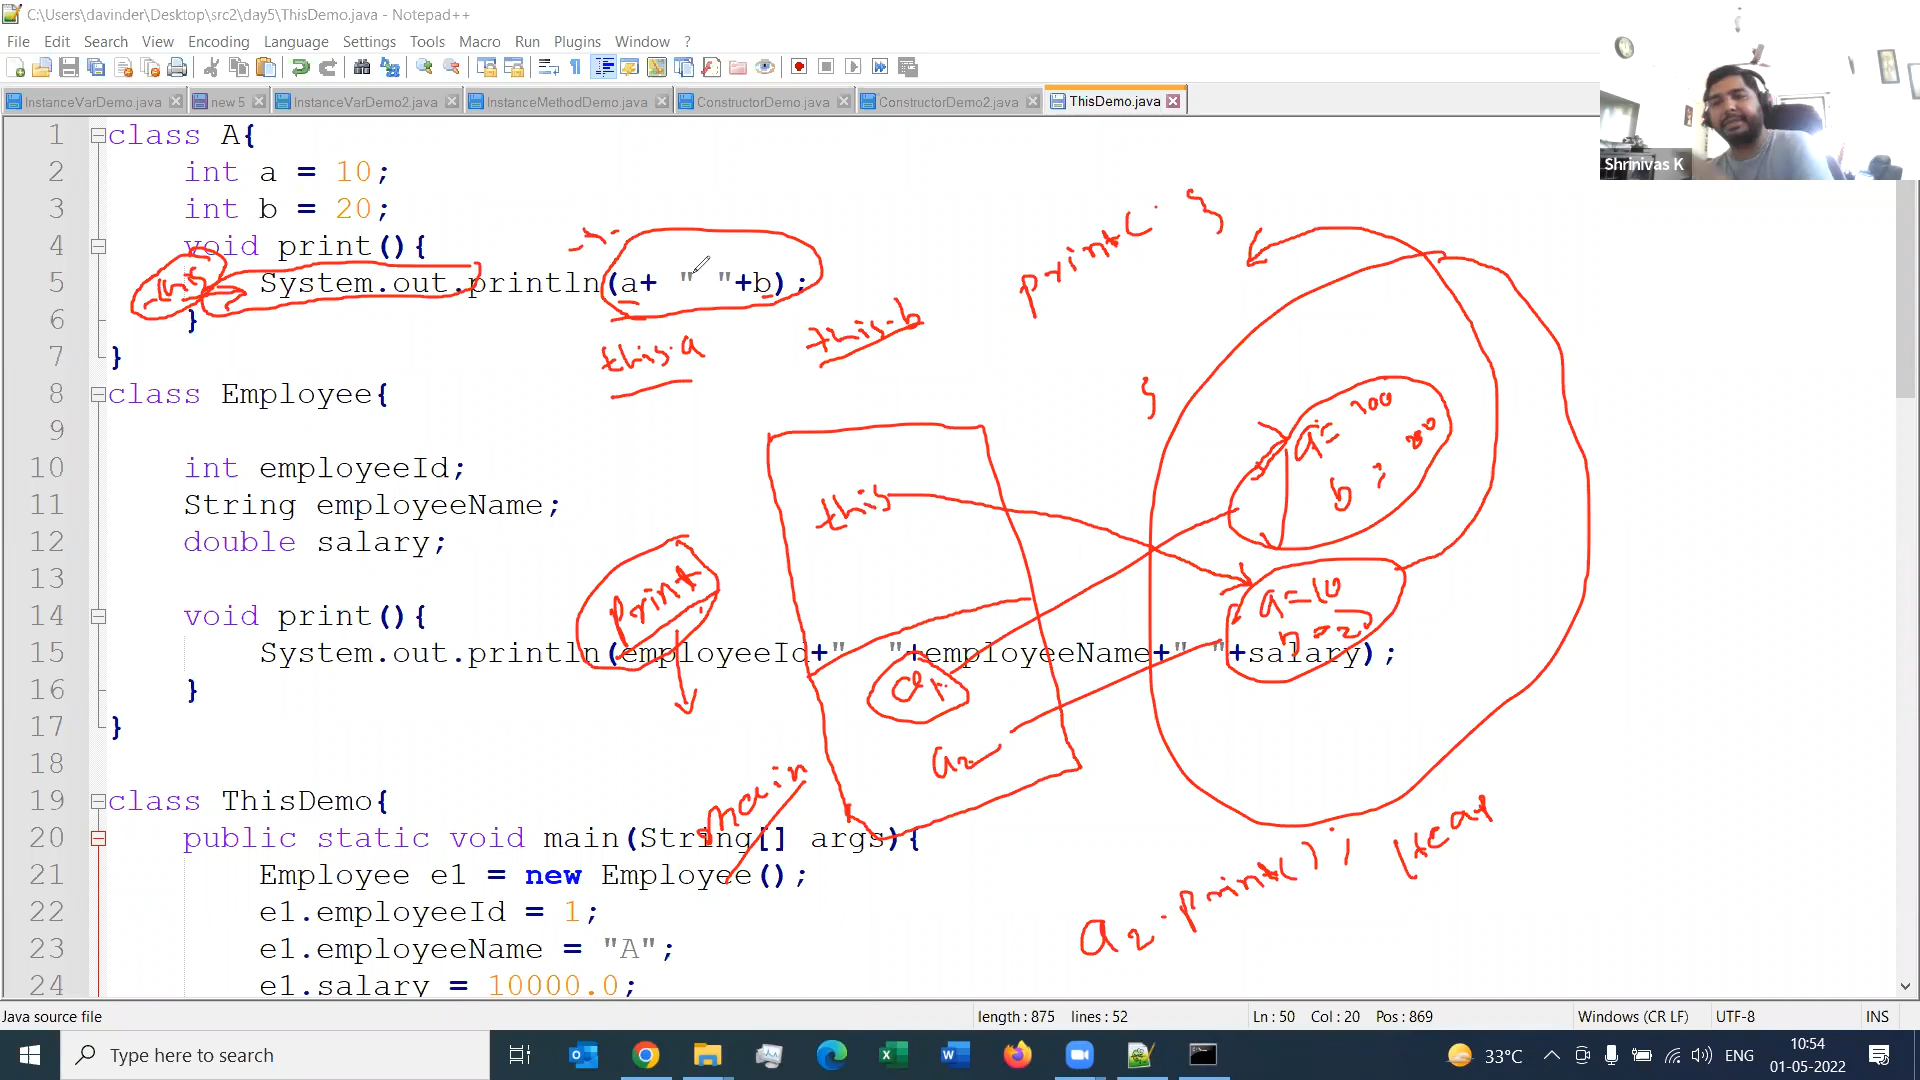 C:\Users\davinder\Desktop\src2\day5\ThisDemo.java - Notepad++
File Edit Search View Encoding Language Settings Tools Macro Run Plugins Window ?
InstanceVarDemo.java new 5 InstanceVarDemo2.java InstanceMethodDemo.java ConstructorDemo.java ConstructorDemo2.java ThisDemo.java
Shrinivas K
1 class A{
2 int a = 10;
3 int b = 20;
4 void print(){
5 System.out.println(a+ " "+b);
6 }
7 }
8 class Employee{
9
10 int employeeId;
11 String employeeName;
12 double salary;
13
14 void print(){
15 System.out.println(employeeId+" "+employeeName+" "+salary);
16 }
17 }
18
19 class ThisDemo{
20 public static void main(String[] args){
21 Employee e1 = new Employee();
22 e1.employeeId = 1;
23 e1.employeeName = "A";
24 e1.salary = 10000.0;
this
this.a
this.b
print(
}
}
this
print
a1
a2
main
a=100
b=
a=10
b=20
a2.print();
Heap
Java source file length : 875 lines : 52 Ln : 50 Col : 20 Pos : 869 Windows (CR LF) UTF-8 INS
Type here to search
33°C ENG 10:54
01-05-2022